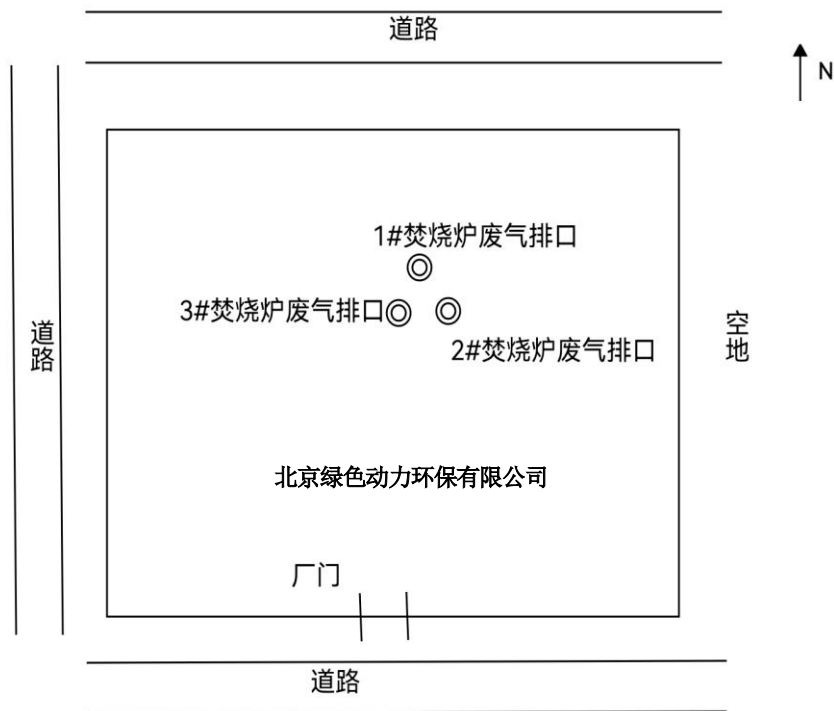 道路
N
1#焚烧炉废气排口
3#焚烧炉废气排口
道路
空地
2#焚烧炉废气排口
北京绿色动力环保有限公司
厂门
道路